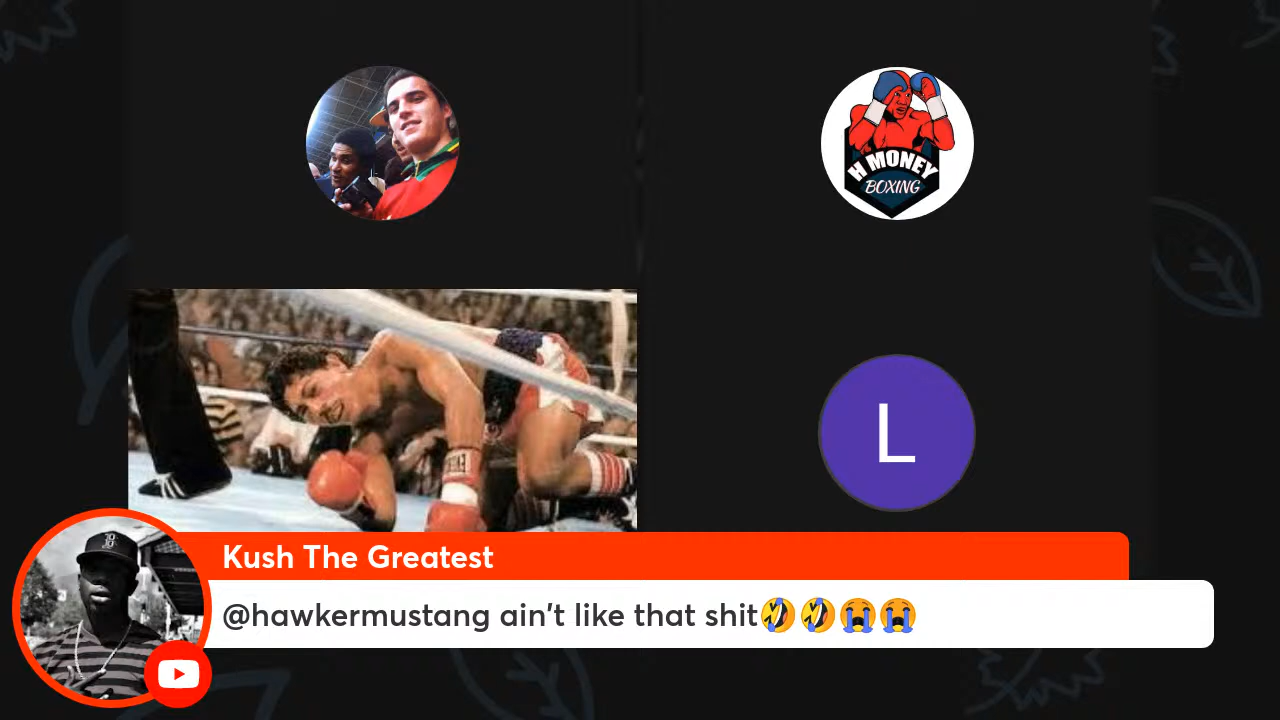 H MONEY
BOXING
L
Kush The Greatest
@hawkermustang ain't like that shit🤣🤣😭😭